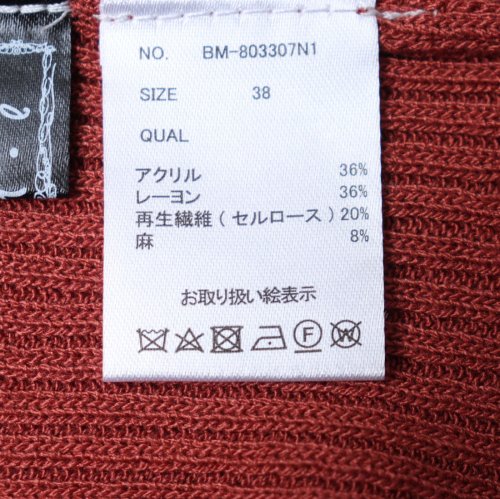 NO. BM-803307N1
SIZE 38
QUAL
アクリル 36%
レーヨン 36%
再生繊維 ( セルロース ) 20%
麻 8%
お取り扱い絵表示
F W